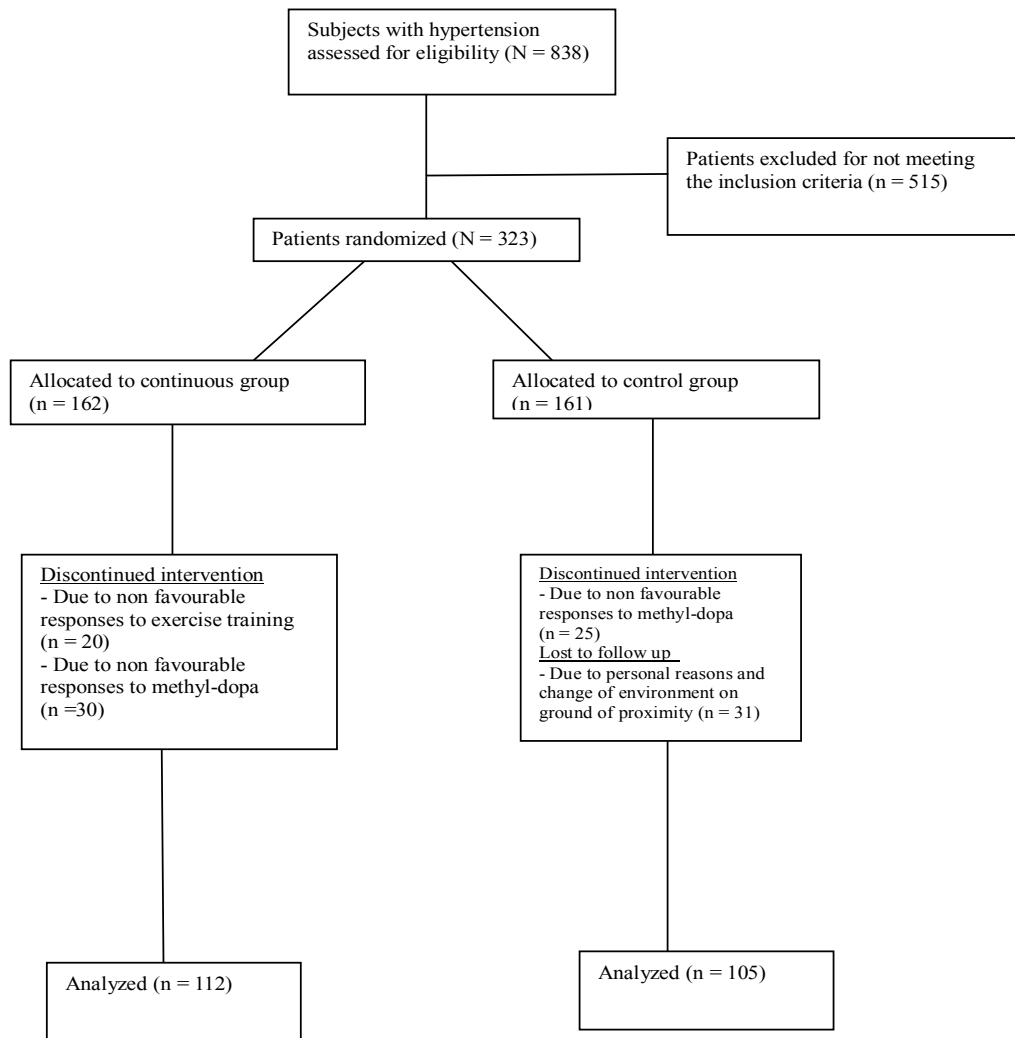 Subjects with hypertension
assessed for eligibility (N = 838)
Patients excluded for not meeting
the inclusion criteria (n = 515)
Patients randomized (N = 323)
Allocated to continuous group
(n = 162)
Allocated to control group
(n = 161)
Discontinued intervention
- Due to non favourable
responses to exercise training
(n = 20)
- Due to non favourable
responses to methyl-dopa
(n =30)
Discontinued intervention
- Due to non favourable
responses to methyl-dopa
(n = 25)
Lost to follow up
- Due to personal reasons and
change of environment on
ground of proximity (n = 31)
Analyzed (n = 112)
Analyzed (n = 105)